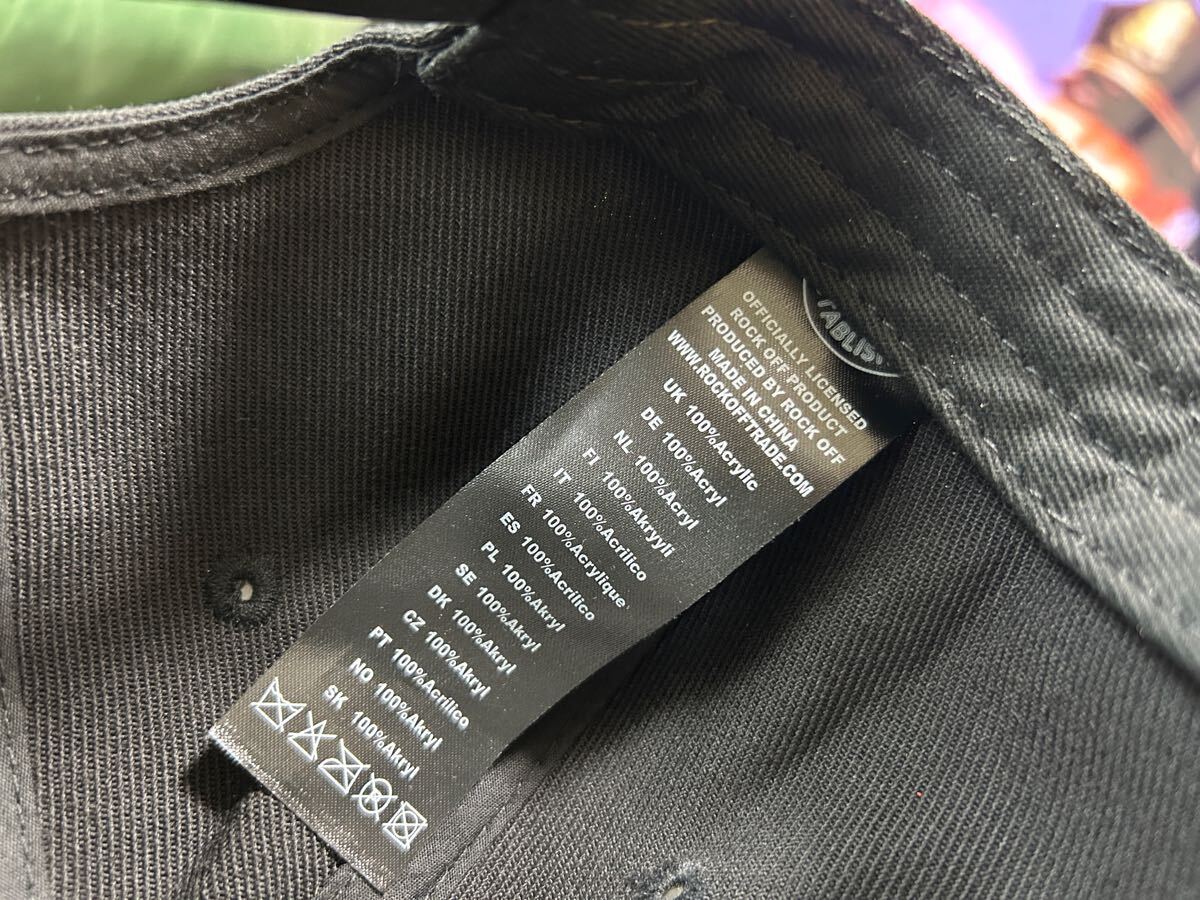 OFFICIALLY LICENSED
ROCK OFF PRODUCT
PRODUCED BY ROCK OFF
MADE IN CHINA
WWW.ROCKOFFTRADE.COM
UK 100%Acrylic
DE 100%Acryl
NL 100%Acryl
FI 100%Akryyli
IT 100%Acrilico
FR 100%Acrylique
ES 100%Acrílico
PL 100%Akryl
SE 100%Akryl
DK 100%Akryl
CZ 100%Akryl
PT 100%Acrílico
NO 100%Akryl
SK 100%Akryl